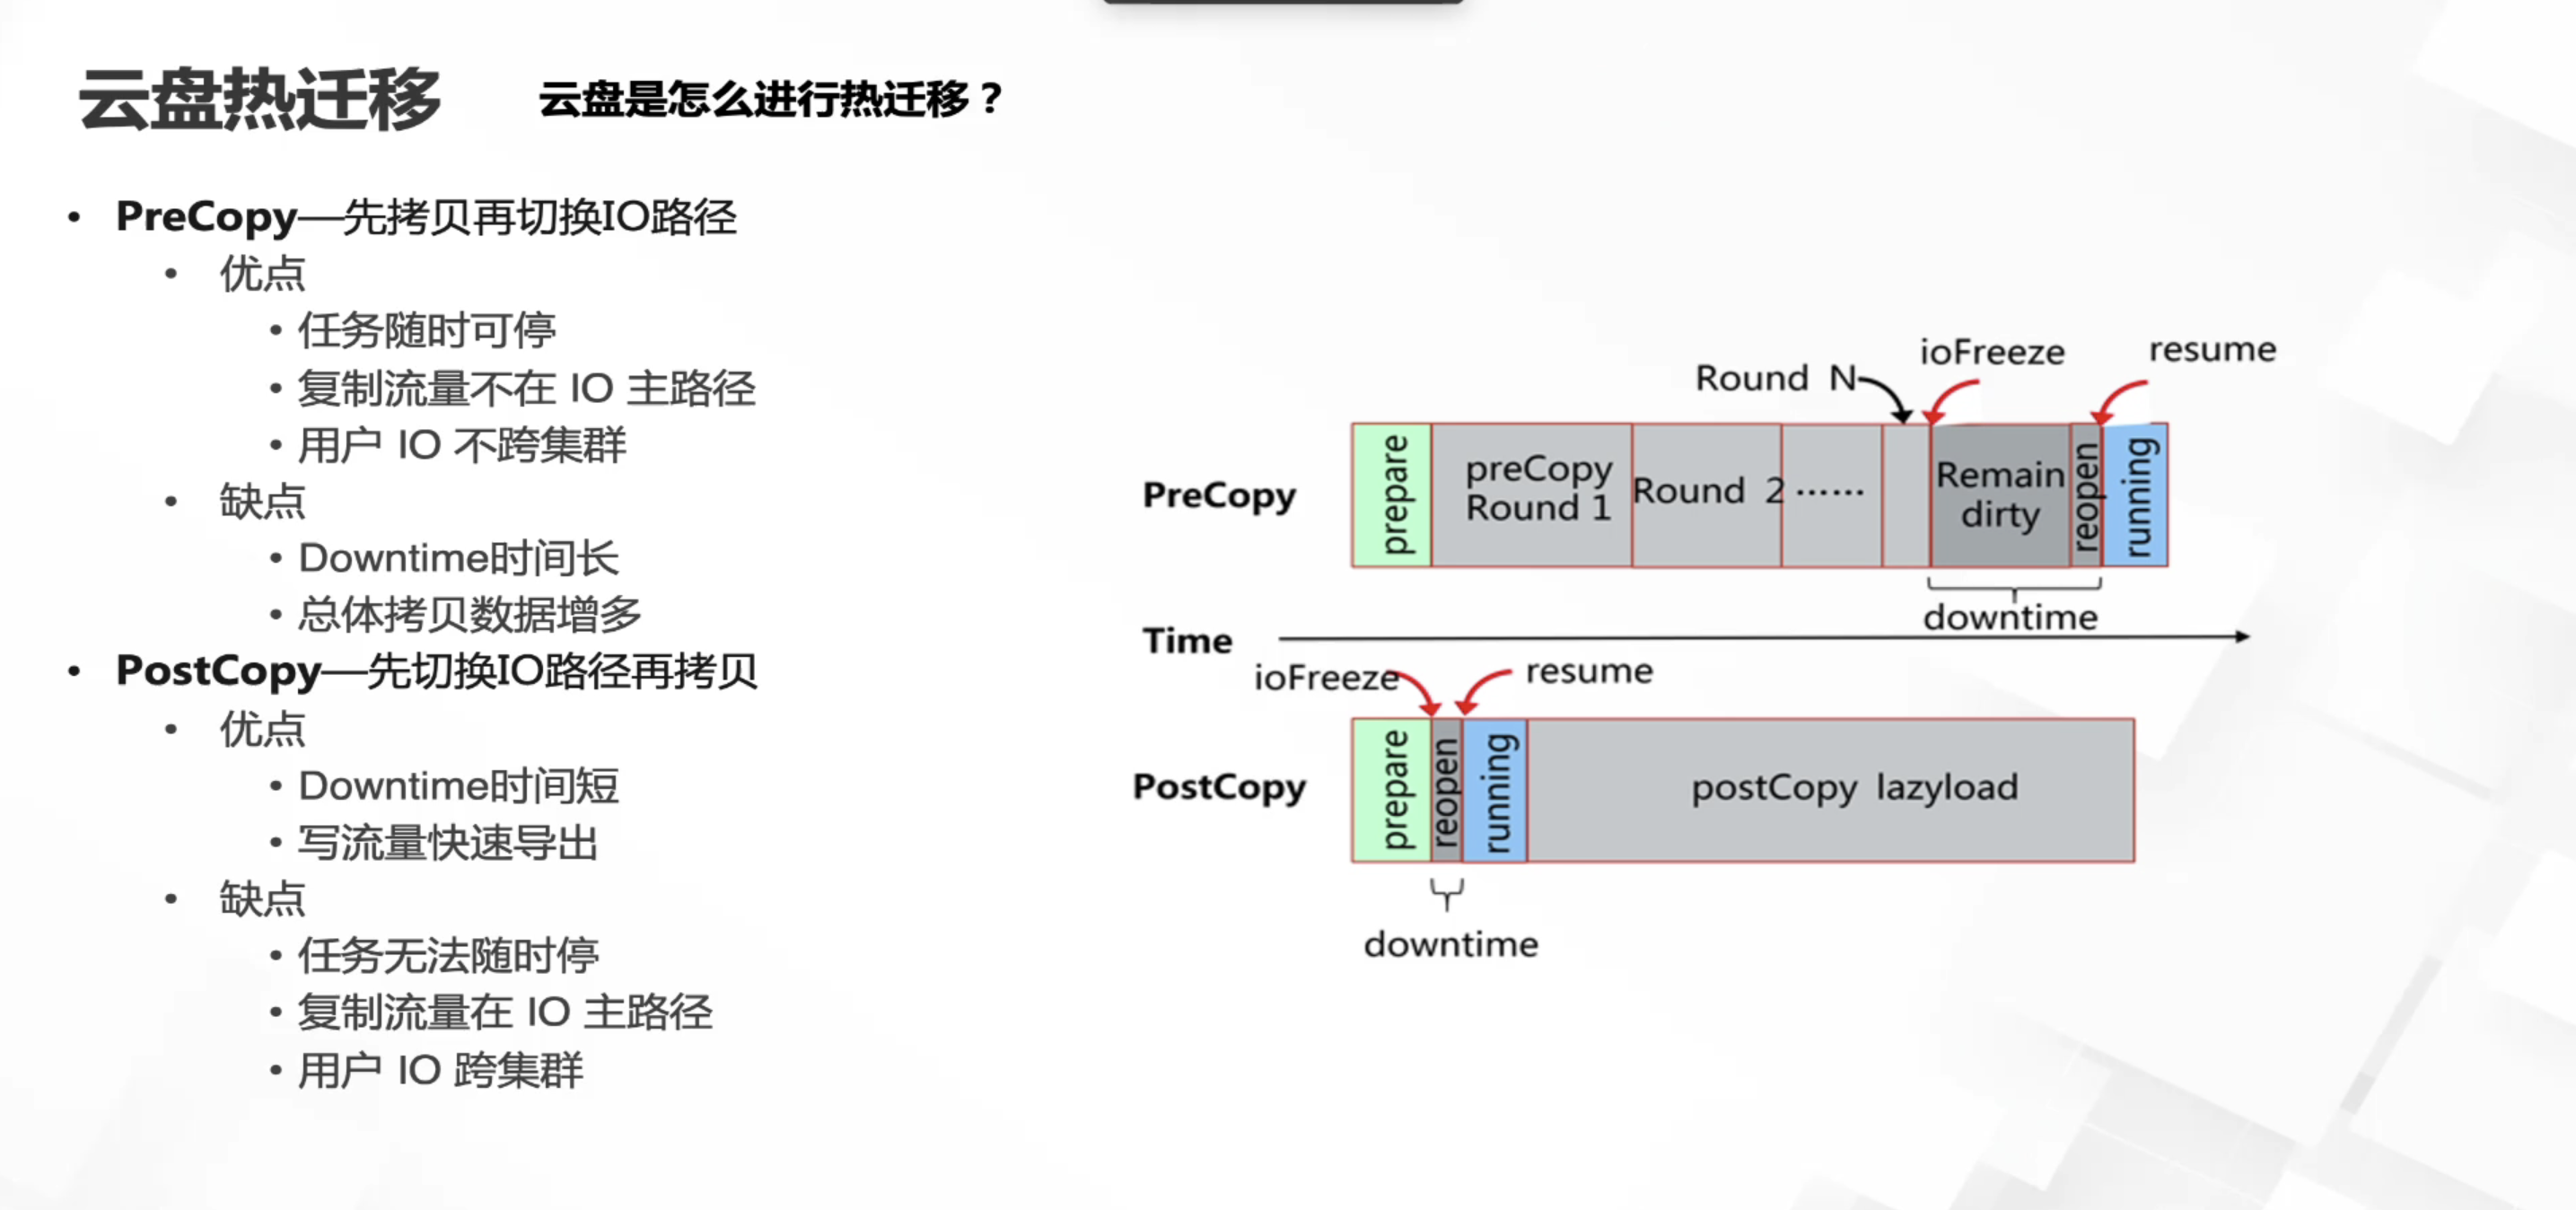 云盘热迁移 云盘是怎么进行热迁移？
• PreCopy—先拷贝再切换IO路径
• 优点
• 任务随时可停
• 复制流量不在 IO 主路径
• 用户 IO 不跨集群
• 缺点
• Downtime时间长
• 总体拷贝数据增多
• PostCopy—先切换IO路径再拷贝
• 优点
• Downtime时间短
• 写流量快速导出
• 缺点
• 任务无法随时停
• 复制流量在 IO 主路径
• 用户 IO 跨集群
Round N
ioFreeze
resume
PreCopy
prepare
preCopy
Round 1
Round 2
······
Remain
dirty
reopen
running
downtime
Time
ioFreeze
resume
PostCopy
prepare
reopen
running
postCopy lazyload
downtime